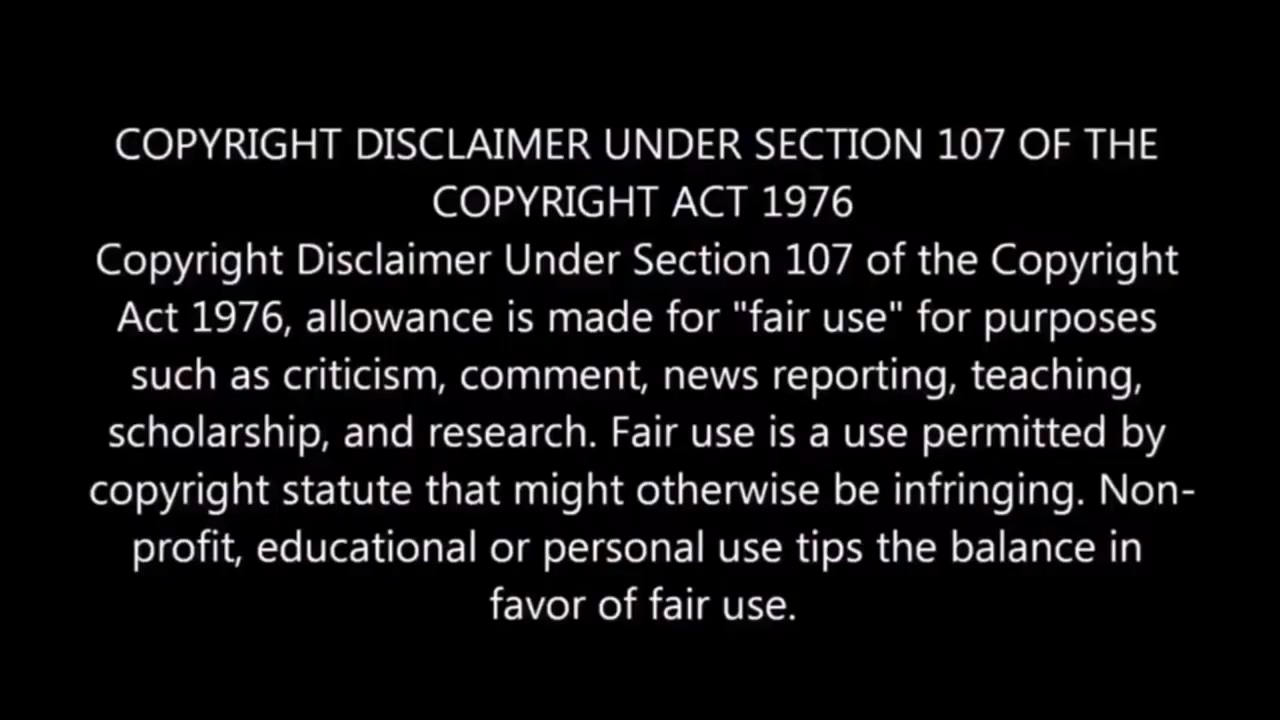 COPYRIGHT DISCLAIMER UNDER SECTION 107 OF THE
COPYRIGHT ACT 1976
Copyright Disclaimer Under Section 107 of the Copyright
Act 1976, allowance is made for "fair use" for purposes
such as criticism, comment, news reporting, teaching,
scholarship, and research. Fair use is a use permitted by
copyright statute that might otherwise be infringing. Non-
profit, educational or personal use tips the balance in
favor of fair use.